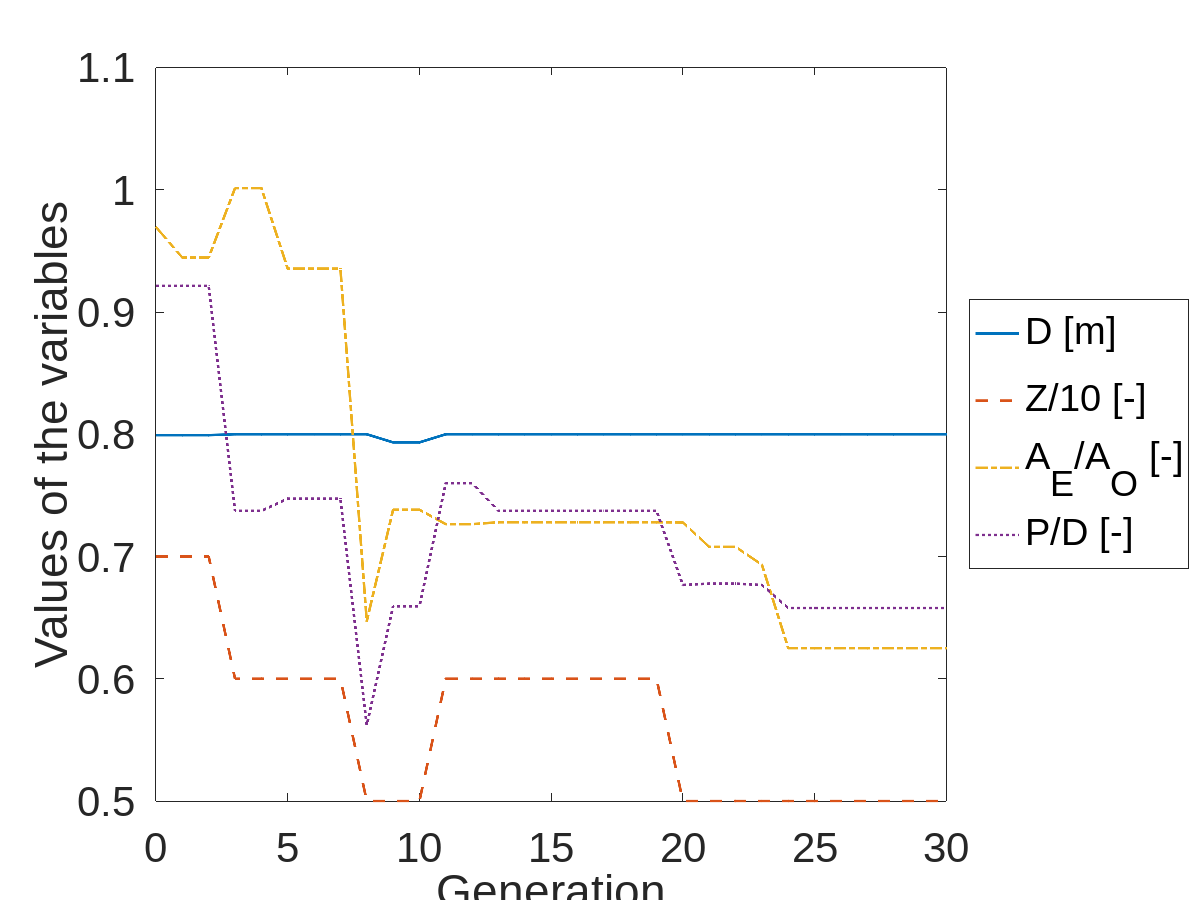 1.1
1
0.9
0.8
0.7
0.6
0.5
Values of the variables
0 5 10 15 20 25 30
Generation
D [m]
Z/10 [-]
A_E/A_O [-]
P/D [-]